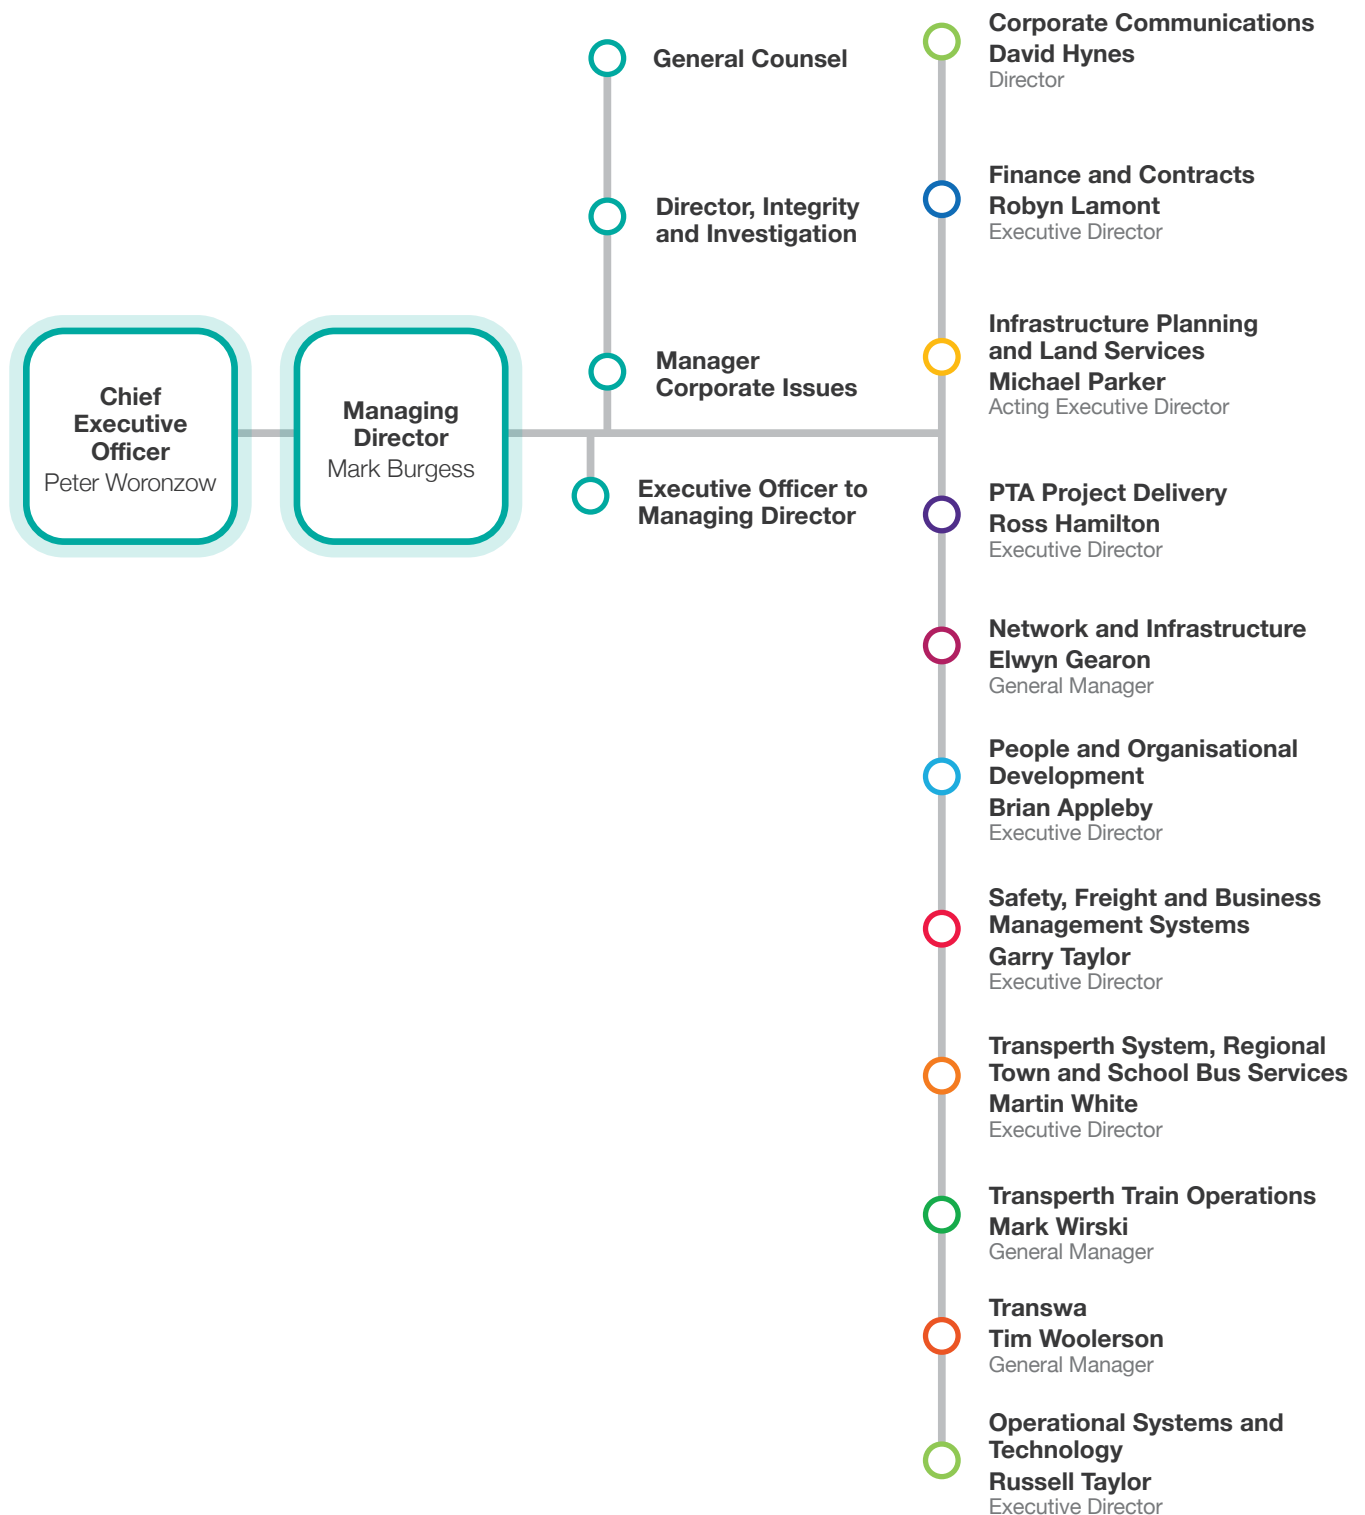 Chief
Executive
Officer
Peter Woronzow
Managing
Director
Mark Burgess
General Counsel
Director, Integrity
and Investigation
Manager
Corporate Issues
Executive Officer to
Managing Director
Corporate Communications
David Hynes
Director
Finance and Contracts
Robyn Lamont
Executive Director
Infrastructure Planning
and Land Services
Michael Parker
Acting Executive Director
PTA Project Delivery
Ross Hamilton
Executive Director
Network and Infrastructure
Elwyn Gearon
General Manager
People and Organisational
Development
Brian Appleby
Executive Director
Safety, Freight and Business
Management Systems
Garry Taylor
Executive Director
Transperth System, Regional
Town and School Bus Services
Martin White
Executive Director
Transperth Train Operations
Mark Wirski
General Manager
Transwa
Tim Woolerson
General Manager
Operational Systems and
Technology
Russell Taylor
Executive Director